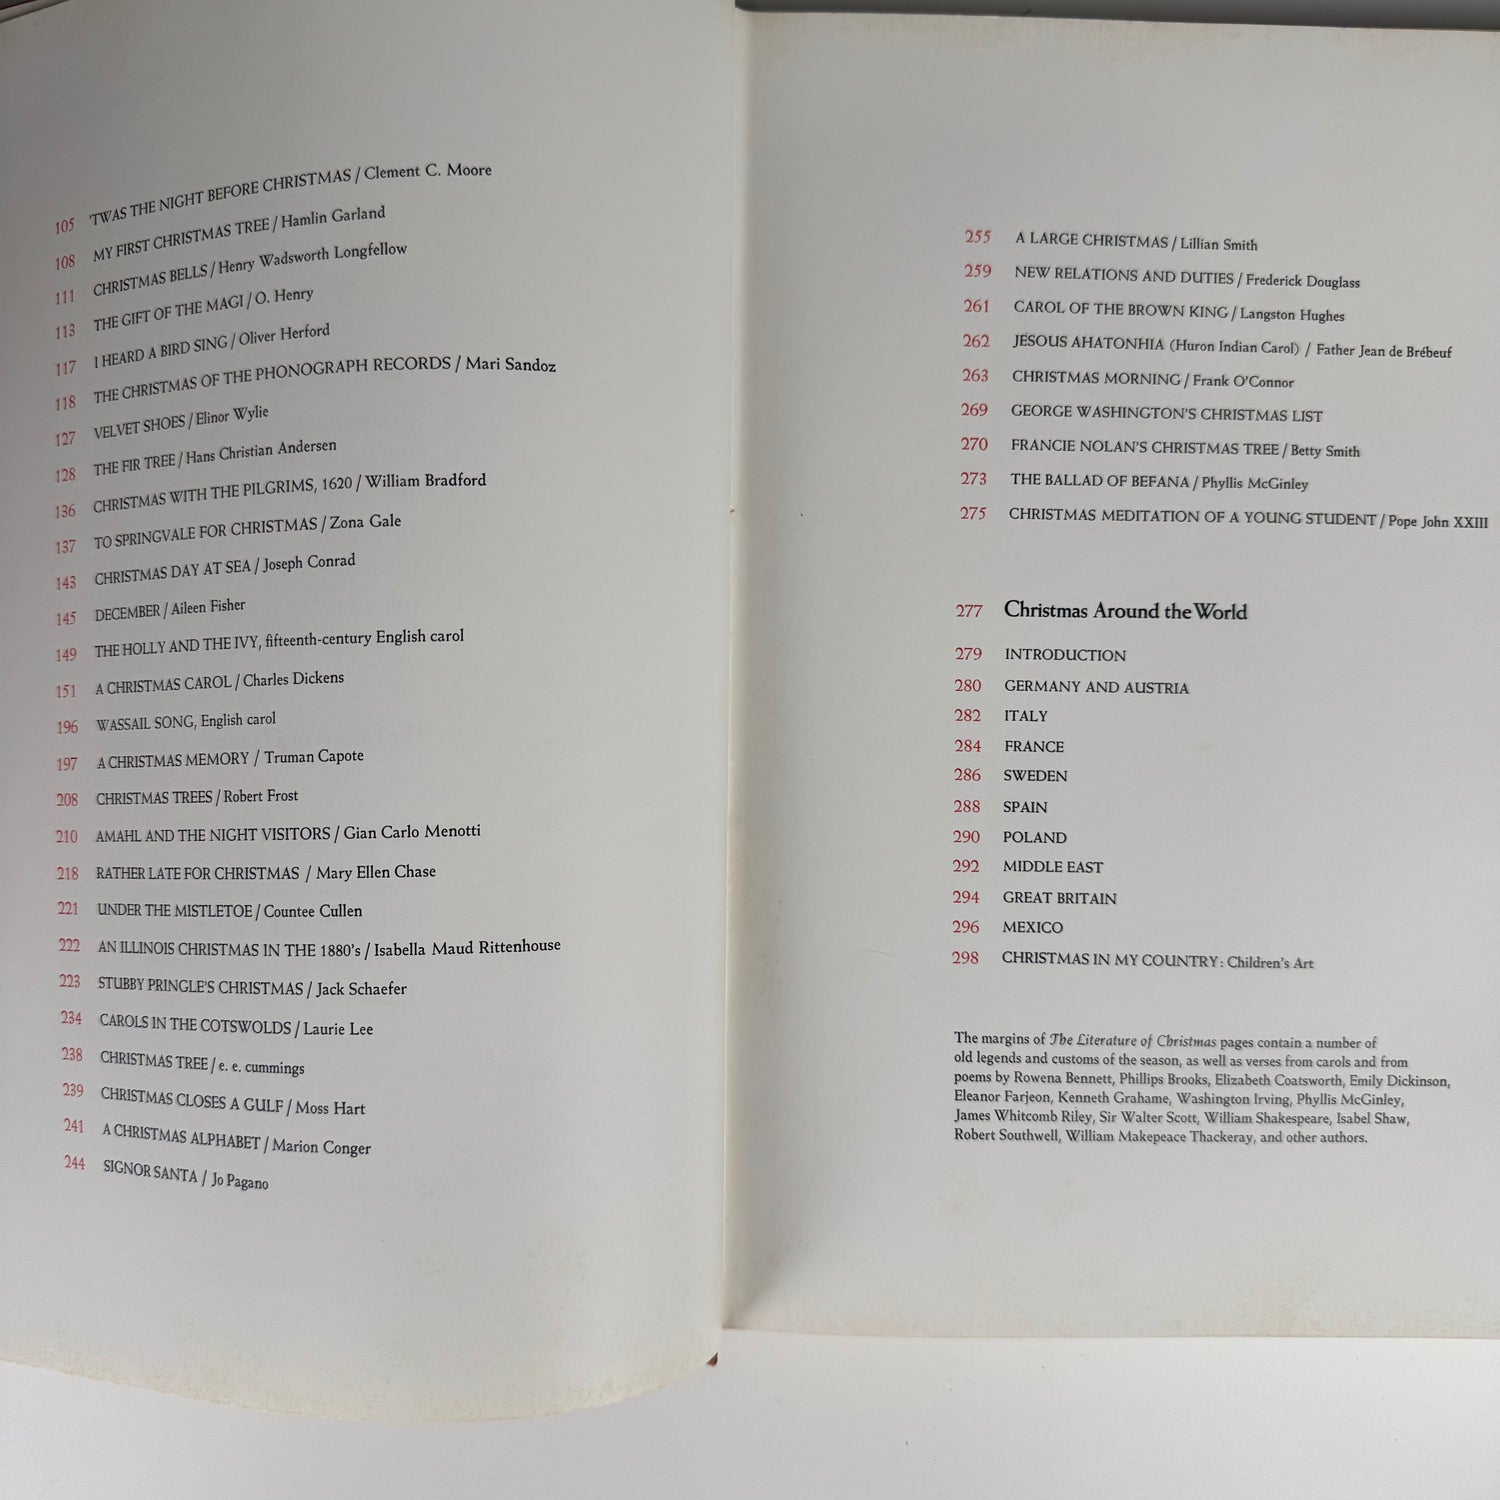 105 'TWAS THE NIGHT BEFORE CHRISTMAS / Clement C. Moore
108 MY FIRST CHRISTMAS TREE / Hamlin Garland
111 CHRISTMAS BELLS / Henry Wadsworth Longfellow
113 THE GIFT OF THE MAGI / O. Henry
117 I HEARD A BIRD SING / Oliver Herford
118 THE CHRISTMAS OF THE PHONOGRAPH RECORDS / Mari Sandoz
127 VELVET SHOES / Elinor Wylie
128 THE FIR TREE / Hans Christian Andersen
136 CHRISTMAS WITH THE PILGRIMS, 1620 / William Bradford
137 TO SPRINGVALE FOR CHRISTMAS / Zona Gale
143 CHRISTMAS DAY AT SEA / Joseph Conrad
145 DECEMBER / Aileen Fisher
149 THE HOLLY AND THE IVY, fifteenth-century English carol
151 A CHRISTMAS CAROL / Charles Dickens
196 WASSAIL SONG, English carol
197 A CHRISTMAS MEMORY / Truman Capote
208 CHRISTMAS TREES / Robert Frost
210 AMAHL AND THE NIGHT VISITORS / Gian Carlo Menotti
218 RATHER LATE FOR CHRISTMAS / Mary Ellen Chase
221 UNDER THE MISTLETOE / Countee Cullen
222 AN ILLINOIS CHRISTMAS IN THE 1880's / Isabella Maud Rittenhouse
223 STUBBY PRINGLE'S CHRISTMAS / Jack Schaefer
234 CAROLS IN THE COTSWOLDS / Laurie Lee
238 CHRISTMAS TREE / e. e. cummings
239 CHRISTMAS CLOSES A GULF / Moss Hart
241 A CHRISTMAS ALPHABET / Marion Conger
244 SIGNOR SANTA / Jo Pagano
255 A LARGE CHRISTMAS / Lillian Smith
259 NEW RELATIONS AND DUTIES / Frederick Douglass
261 CAROL OF THE BROWN KING / Langston Hughes
262 JESOUS AHATONHIA (Huron Indian Carol) / Father Jean de Brébeuf
263 CHRISTMAS MORNING / Frank O'Connor
269 GEORGE WASHINGTON'S CHRISTMAS LIST
270 FRANCIE NOLAN'S CHRISTMAS TREE / Betty Smith
273 THE BALLAD OF BEFANA / Phyllis McGinley
275 CHRISTMAS MEDITATION OF A YOUNG STUDENT / Pope John XXIII
277 Christmas Around the World
279 INTRODUCTION
280 GERMANY AND AUSTRIA
282 ITALY
284 FRANCE
286 SWEDEN
288 SPAIN
290 POLAND
292 MIDDLE EAST
294 GREAT BRITAIN
296 MEXICO
298 CHRISTMAS IN MY COUNTRY: Children's Art
The margins of The Literature of Christmas pages contain a number of
old legends and customs of the season, as well as verses from carols and from
poems by Rowena Bennett, Phillips Brooks, Elizabeth Coatsworth, Emily Dickinson,
Eleanor Farjeon, Kenneth Grahame, Washington Irving, Phyllis McGinley,
James Whitcomb Riley, Sir Walter Scott, William Shakespeare, Isabel Shaw,
Robert Southwell, William Makepeace Thackeray, and other authors.